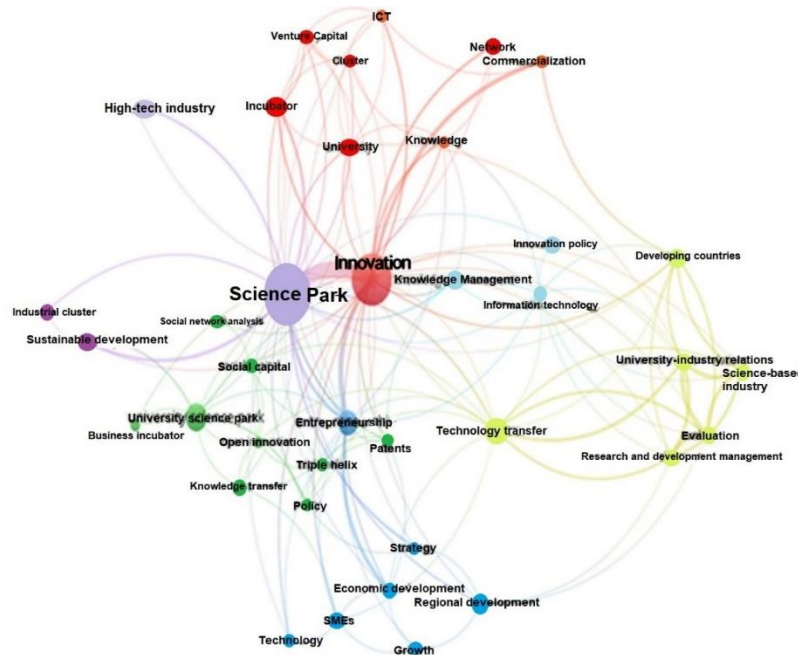 ICT
Venture Capital
Network
Cluster
Commercialization
High-tech industry
Incubator
Knowledge
University
Innovation policy
Developing countries
Innovation
Knowledge Management
Science Park
Information technology
Industrial cluster
Social network analysis
Sustainable development
University-industry relations
Social capital
Science-based
industry
University science park
Entrepreneurship
Technology transfer
Business incubator
Open innovation
Patents
Evaluation
Research and development management
Triple helix
Knowledge transfer
Policy
Strategy
Economic development
Regional development
SMEs
Technology
Growth